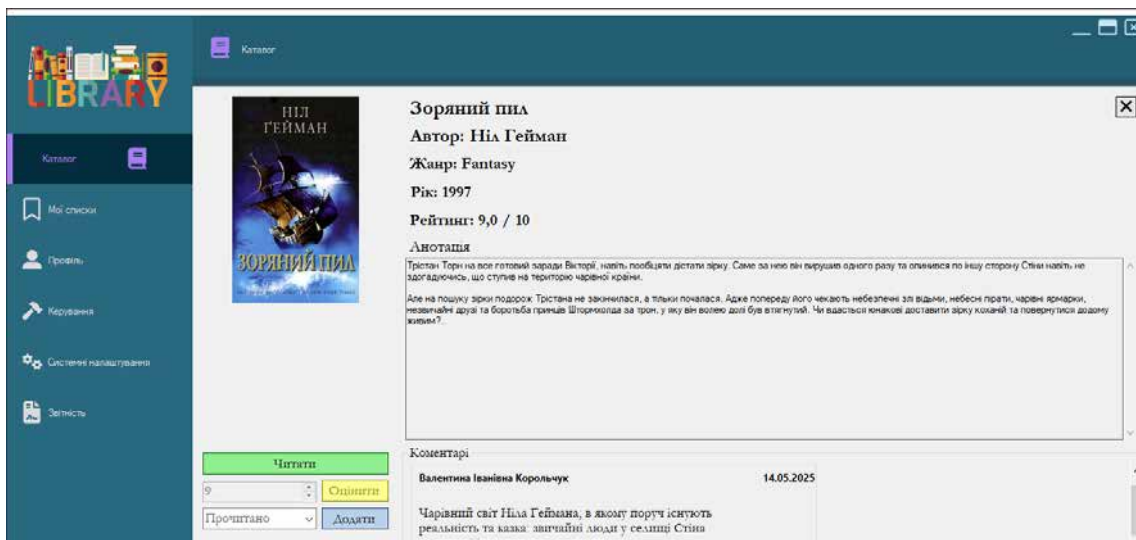 LIBRARY
Каталог
Каталог
Мої списки
Профіль
Керування
Системні налаштування
Звітність
НІЛ
ҐЕЙМАН
ЗОРЯНИЙ ПИЛ
Читати
9
Оцінити
Прочитано
Додати
Зоряний пил
Автор: Ніл Гейман
Жанр: Fantasy
Рік: 1997
Рейтинг: 9,0 / 10
Анотація
Трістан Торн на все готовий заради Вікторії, навіть пообіцяти дістати зірку. Саме за нею він вирушив одного разу та опинився по іншу сторону Стіни навіть не
здогадуючись, що ступив на територію чарівної країни.
Але на пошуку зірки подорож Трістана не закінчилася, а тільки почалася. Адже попереду його чекають небезпечні злі відьми, небесні пірати, чарівні ярмарки,
незвичайні друзі та боротьба принців Штормхолда за трон, у яку він волею долі був втягнутий. Чи вдасться юнакові доставити зірку коханій та повернутися додому
живим?..
Коментарі
Валентина Іванівна Корольчук
14.05.2025
Чарівний світ Ніла Геймана, в якому поруч існують
реальність та казка: звичайні люди у селищі Стіна